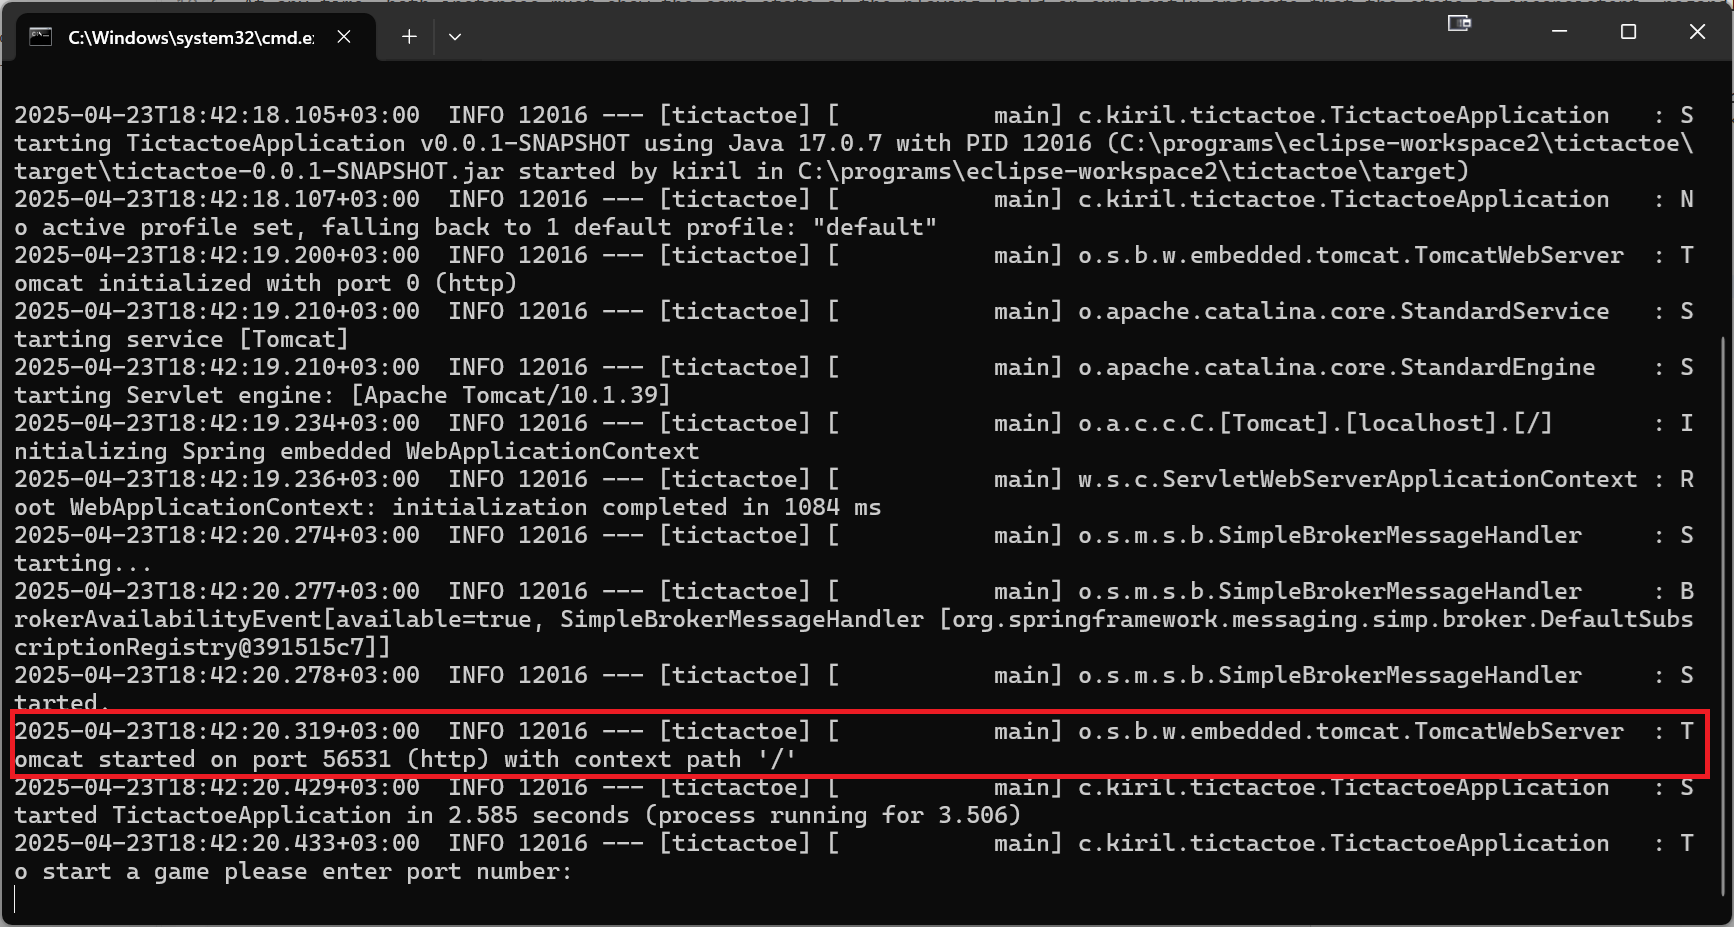 C:\Windows\system32\cmd.e
2025-04-23T18:42:18.105+03:00  INFO 12016 --- [tictactoe] [           main] c.kiril.tictactoe.TictactoeApplication   : S
tarting TictactoeApplication v0.0.1-SNAPSHOT using Java 17.0.7 with PID 12016 (C:\programs\eclipse-workspace2\tictactoe\
target\tictactoe-0.0.1-SNAPSHOT.jar started by kiril in C:\programs\eclipse-workspace2\tictactoe\target)
2025-04-23T18:42:18.107+03:00  INFO 12016 --- [tictactoe] [           main] c.kiril.tictactoe.TictactoeApplication   : N
o active profile set, falling back to 1 default profile: "default"
2025-04-23T18:42:19.200+03:00  INFO 12016 --- [tictactoe] [           main] o.s.b.w.embedded.tomcat.TomcatWebServer  : T
omcat initialized with port 0 (http)
2025-04-23T18:42:19.210+03:00  INFO 12016 --- [tictactoe] [           main] o.apache.catalina.core.StandardService   : S
tarting service [Tomcat]
2025-04-23T18:42:19.210+03:00  INFO 12016 --- [tictactoe] [           main] o.apache.catalina.core.StandardEngine    : S
tarting Servlet engine: [Apache Tomcat/10.1.39]
2025-04-23T18:42:19.234+03:00  INFO 12016 --- [tictactoe] [           main] o.a.c.c.C.[Tomcat].[localhost].[/]       : I
nitializing Spring embedded WebApplicationContext
2025-04-23T18:42:19.236+03:00  INFO 12016 --- [tictactoe] [           main] w.s.c.ServletWebServerApplicationContext : R
oot WebApplicationContext: initialization completed in 1084 ms
2025-04-23T18:42:20.274+03:00  INFO 12016 --- [tictactoe] [           main] o.s.m.s.b.SimpleBrokerMessageHandler     : S
tarting...
2025-04-23T18:42:20.277+03:00  INFO 12016 --- [tictactoe] [           main] o.s.m.s.b.SimpleBrokerMessageHandler     : B
rokerAvailabilityEvent[available=true, SimpleBrokerMessageHandler [org.springframework.messaging.simp.broker.DefaultSubs
criptionRegistry@391515c7]]
2025-04-23T18:42:20.278+03:00  INFO 12016 --- [tictactoe] [           main] o.s.m.s.b.SimpleBrokerMessageHandler     : S
tarted.
2025-04-23T18:42:20.319+03:00  INFO 12016 --- [tictactoe] [           main] o.s.b.w.embedded.tomcat.TomcatWebServer  : T
omcat started on port 56531 (http) with context path '/'
2025-04-23T18:42:20.429+03:00  INFO 12016 --- [tictactoe] [           main] c.kiril.tictactoe.TictactoeApplication   : S
tarted TictactoeApplication in 2.585 seconds (process running for 3.506)
2025-04-23T18:42:20.433+03:00  INFO 12016 --- [tictactoe] [           main] c.kiril.tictactoe.TictactoeApplication   : T
o start a game please enter port number: